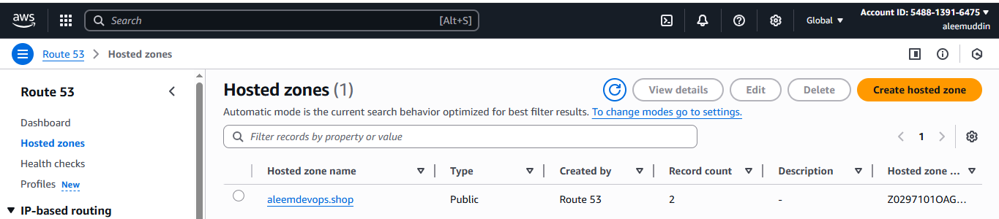 aws
Search [Alt+S]
Global
Account ID: 5488-1391-6475
aleemuddin
Route 53 Hosted zones
Route 53
Dashboard
Hosted zones
Health checks
Profiles New
IP-based routing
Hosted zones (1)
View details
Edit
Delete
Create hosted zone
Automatic mode is the current search behavior optimized for best filter results. To change modes go to settings.
Filter records by property or value
1
Hosted zone name Type Created by Record count Description Hosted zone ...
aleemdevops.shop Public Route 53 2 - Z0297101OAG...